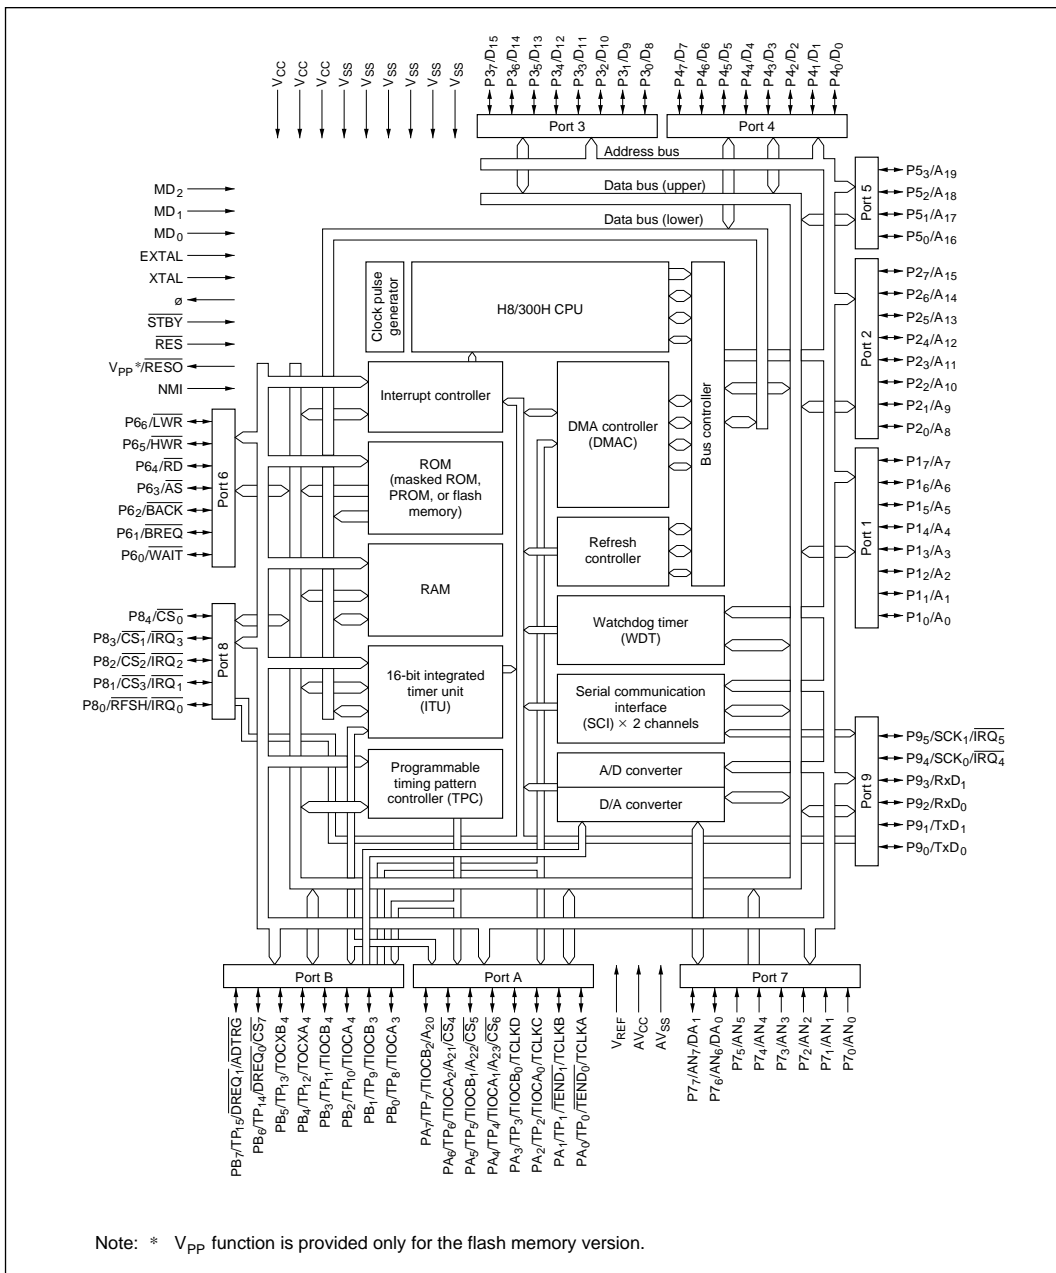 VCC
VCC
VCC
VSS
VSS
VSS
VSS
VSS
VSS
P37/D15
P36/D14
P35/D13
P34/D12
P33/D11
P32/D10
P31/D9
P30/D8
P47/D7
P46/D6
P45/D5
P44/D4
P43/D3
P42/D2
P41/D1
P40/D0
Port 3
Port 4
Address bus
Data bus (upper)
Data bus (lower)
Port 5
P53/A19
P52/A18
P51/A17
P50/A16
MD2
MD1
MD0
EXTAL
XTAL
ø
STBY
RES
VPP*/RESO
NMI
Clock pulse
generator
H8/300H CPU
Bus controller
Port 2
P27/A15
P26/A14
P25/A13
P24/A12
P23/A11
P22/A10
P21/A9
P20/A8
Interrupt controller
DMA controller
(DMAC)
P66/LWR
P65/HWR
P64/RD
P63/AS
P62/BACK
P61/BREQ
P60/WAIT
Port 6
ROM
(masked ROM,
PROM, or flash
memory)
Port 1
P17/A7
P16/A6
P15/A5
P14/A4
P13/A3
P12/A2
P11/A1
P10/A0
Refresh
controller
RAM
P84/CS0
P83/CS1/IRQ3
P82/CS2/IRQ2
P81/CS3/IRQ1
P80/RFSH/IRQ0
Port 8
Watchdog timer
(WDT)
16-bit integrated
timer unit
(ITU)
Serial communication
interface
(SCI) × 2 channels
Programmable
timing pattern
controller (TPC)
A/D converter
D/A converter
Port 9
P95/SCK1/IRQ5
P94/SCK0/IRQ4
P93/RxD1
P92/RxD0
P91/TxD1
P90/TxD0
Port B
Port A
Port 7
PB7/TP15/DREQ1/ADTRG
PB6/TP14/DREQ0/CS7
PB5/TP13/TOCXB4
PB4/TP12/TOCXA4
PB3/TP11/TIOCB4
PB2/TP10/TIOCA4
PB1/TP9/TIOCB3
PB0/TP8/TIOCA3
PA7/TP7/TIOCB2/A20
PA6/TP6/TIOCA2/A21/CS4
PA5/TP5/TIOCB1/A22/CS5
PA4/TP4/TIOCA1/A23/CS6
PA3/TP3/TIOCB0/TCLKD
PA2/TP2/TIOCA0/TCLKC
PA1/TP1/TEND1/TCLKB
PA0/TP0/TEND0/TCLKA
VREF
AVCC
AVSS
P77/AN7/DA1
P76/AN6/DA0
P75/AN5
P74/AN4
P73/AN3
P72/AN2
P71/AN1
P70/AN0
Note: * VPP function is provided only for the flash memory version.